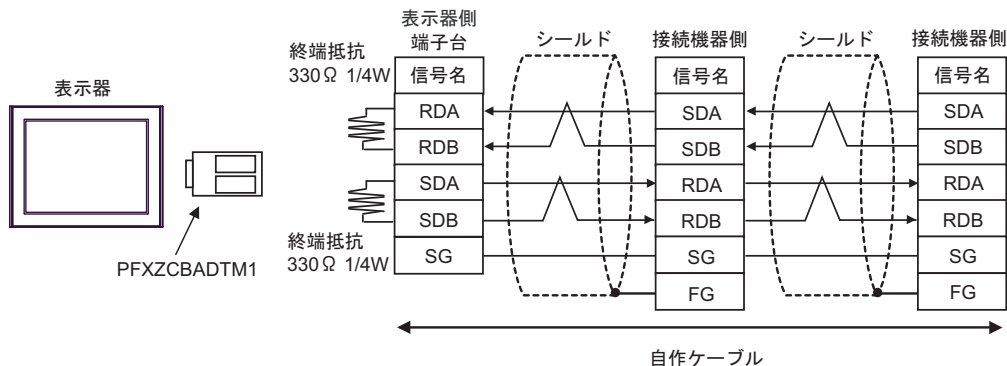 表示器
PFXZCBADTM1
終端抵抗
330Ω 1/4W
終端抵抗
330Ω 1/4W
表示器側
端子台
信号名
RDA
RDB
SDA
SDB
SG
シールド
接続機器側
信号名
SDA
SDB
RDA
RDB
SG
FG
シールド
接続機器側
信号名
SDA
SDB
RDA
RDB
SG
FG
自作ケーブル